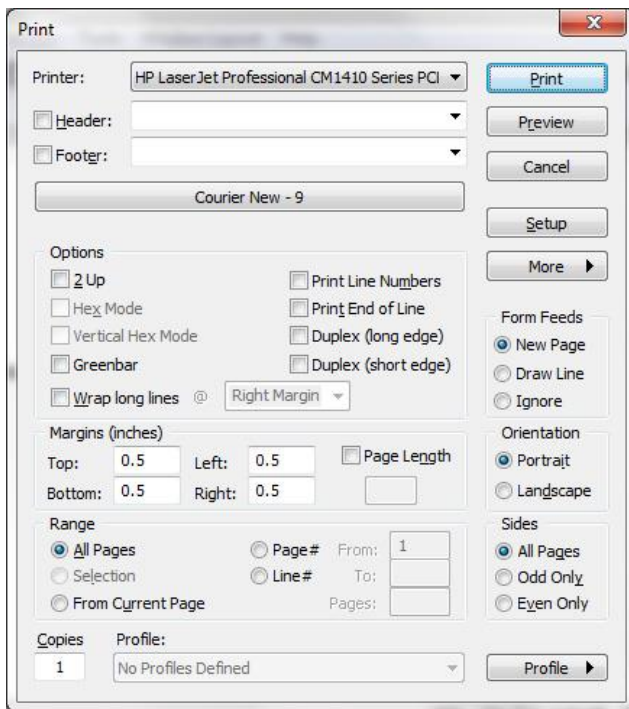 Print
Printer: HP LaserJet Professional CM1410 Series PCI
Print
Header:
Preview
Footer:
Cancel
Courier New - 9
Setup
More
Options
2 Up
Print Line Numbers
Hex Mode
Print End of Line
Vertical Hex Mode
Duplex (long edge)
Greenbar
Duplex (short edge)
Wrap long lines @ Right Margin
Form Feeds
New Page
Draw Line
Ignore
Margins (inches)
Top: 0.5 Left: 0.5 Page Length
Bottom: 0.5 Right: 0.5
Orientation
Portrait
Landscape
Range
All Pages Page# From: 1
Selection Line# To:
From Current Page Pages:
Sides
All Pages
Odd Only
Even Only
Copies Profile:
1 No Profiles Defined Profile